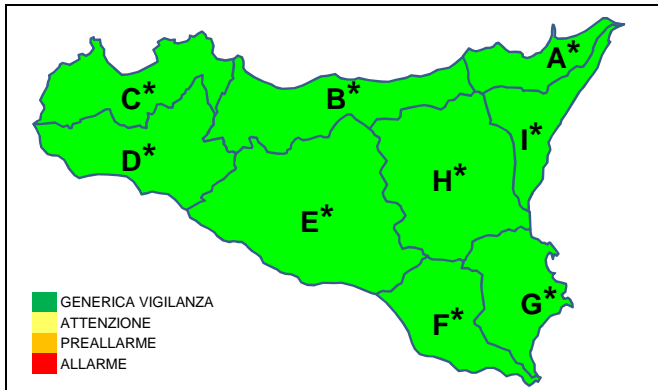 A*
C*
B*
I*
D*
H*
E*
G*
F*
GENERICA VIGILANZA
ATTENZIONE
PREALLARME
ALLARME